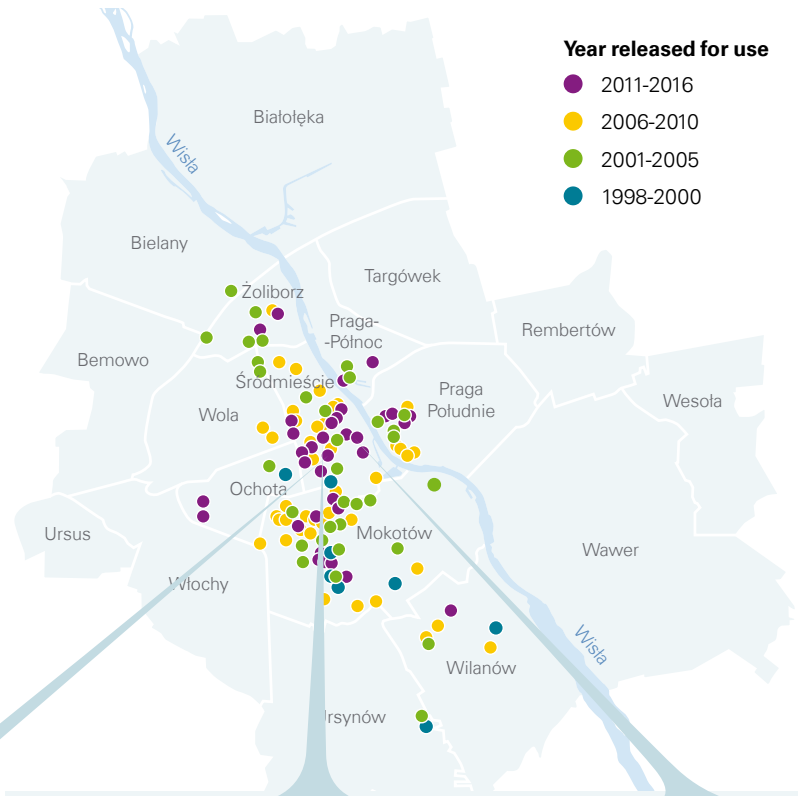 Year released for use
2011-2016
2006-2010
2001-2005
1998-2000
Białołęka
Wisła
Bielany
Targówek
Żoliborz
Praga-
-Północ
Rembertów
Bemowo
Śródmieście
Praga
Południe
Wesoła
Wola
Ochota
Ursus
Mokotów
Wawer
Włochy
Wisła
Wilanów
rsynów